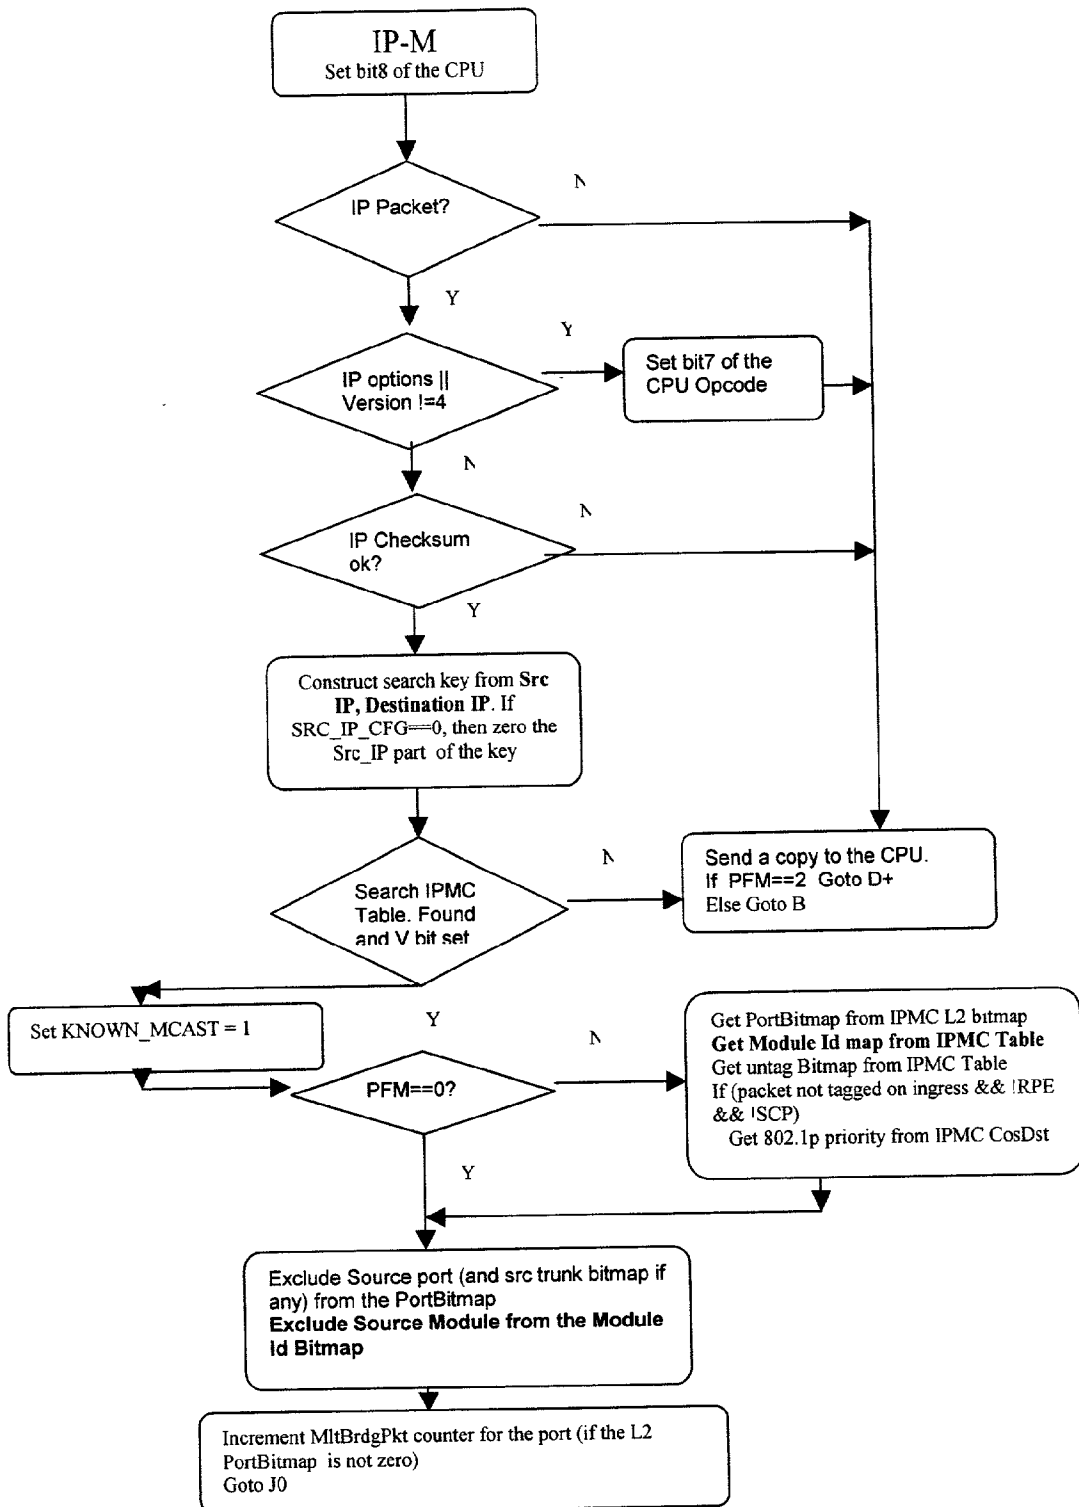 IP-M
Set bit8 of the CPU
N
IP Packet?
Y
Y
IP options ||
Version !=4
Set bit7 of the
CPU Opcode
N
N
IP Checksum
ok?
Y
Construct search key from Src
IP, Destination IP. If
SRC_IP_CFG==0, then zero the
Src_IP part of the key
N
Search IPMC
Table. Found
and V bit set
Send a copy to the CPU.
If PFM==2 Goto D+
Else Goto B
Set KNOWN_MCAST = 1
Y
N
PFM==0?
Get PortBitmap from IPMC L2 bitmap
Get Module Id map from IPMC Table
Get untag Bitmap from IPMC Table
If (packet not tagged on ingress && !RPE
&& !SCP)
Get 802.1p priority from IPMC CosDst
Y
Exclude Source port (and src trunk bitmap if
any) from the PortBitmap
Exclude Source Module from the Module
Id Bitmap
Increment MltBrdgPkt counter for the port (if the L2
PortBitmap is not zero)
Goto J0